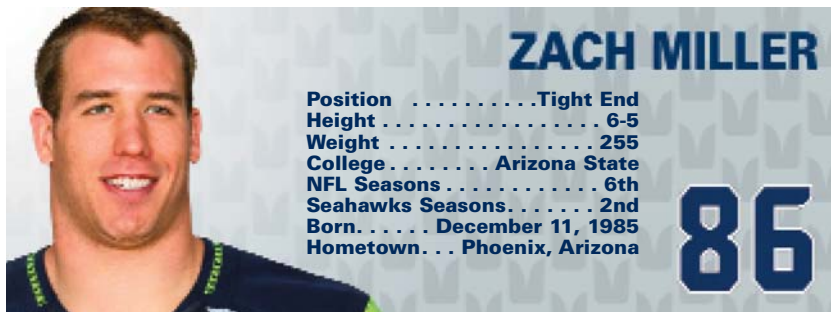 ZACH MILLER
Position . . . . . . . . . .Tight End
Height . . . . . . . . . . . . . . . . . 6-5
Weight . . . . . . . . . . . . . . . . 255
College. . . . . . . . Arizona State
NFL Seasons . . . . . . . . . . . . 6th
Seahawks Seasons. . . . . . . 2nd
Born. . . . . . December 11, 1985
Hometown. . . Phoenix, Arizona
86